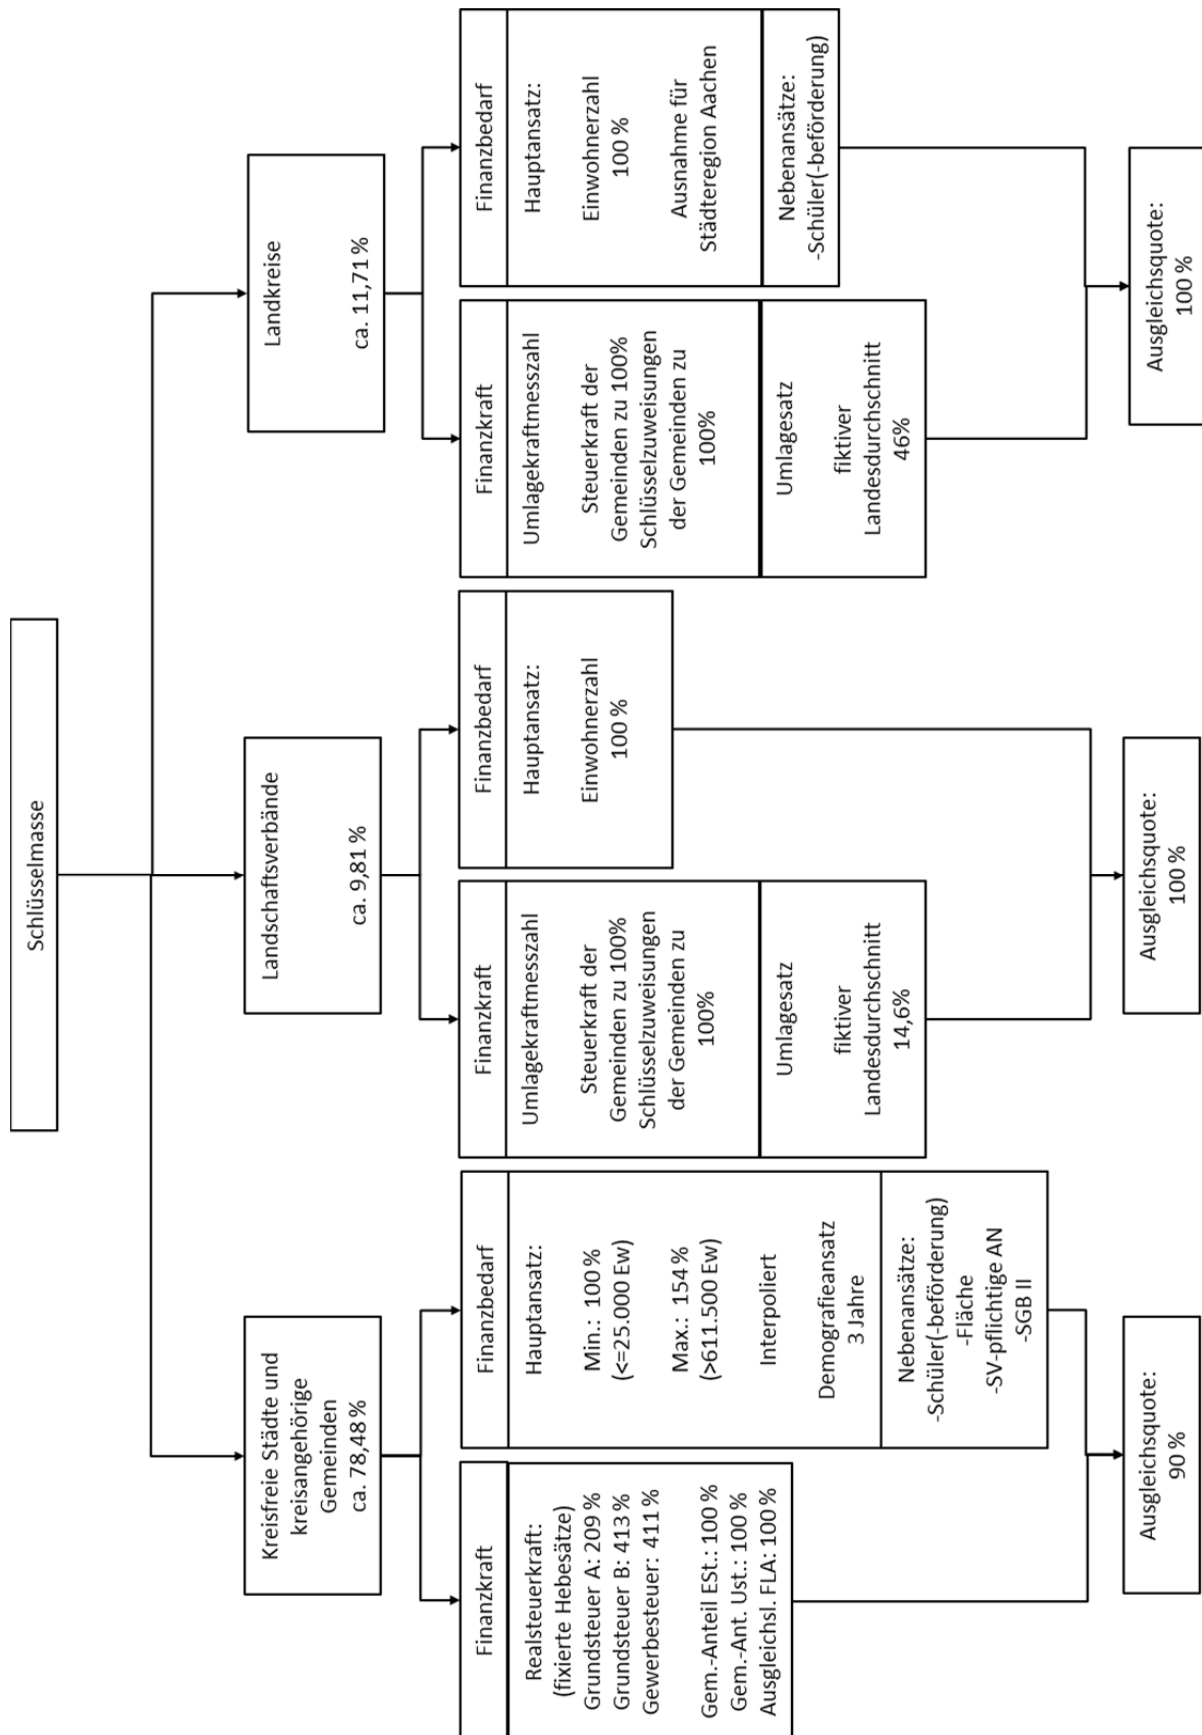 Schlüsselmasse
Kreisfreie Städte und
kreisangehörige
Gemeinden
ca. 78,48 %
Finanzkraft
Realsteuerkraft:
(fixierte Hebesätze)
Grundsteuer A: 209 %
Grundsteuer B: 413 %
Gewerbesteuer: 411 %
Gem.-Anteil ESt.: 100 %
Gem.-Ant. Ust.: 100 %
Ausgleichsl. FLA: 100 %
Finanzbedarf
Hauptansatz:
Min.: 100 %
(<=25.000 Ew)
Max.: 154 %
(>611.500 Ew)
Interpoliert
Demografieansatz
3 Jahre
Nebenansätze:
-Schüler(-beförderung)
-Fläche
-SV-pflichtige AN
-SGB II
Ausgleichsquote:
90 %
Landschaftsverbände
ca. 9,81 %
Finanzkraft
Umlagekraftmesszahl
Steuerkraft der
Gemeinden zu 100%
Schlüsselzuweisungen
der Gemeinden zu
100%
Umlagesatz
fiktiver
Landesdurchschnitt
14,6%
Finanzbedarf
Hauptansatz:
Einwohnerzahl
100 %
Ausgleichsquote:
100 %
Landkreise
ca. 11,71 %
Finanzkraft
Umlagekraftmesszahl
Steuerkraft der
Gemeinden zu 100%
Schlüsselzuweisungen
der Gemeinden zu
100%
Umlagesatz
fiktiver
Landesdurchschnitt
46%
Finanzbedarf
Hauptansatz:
Einwohnerzahl
100 %
Ausnahme für
Städteregion Aachen
Nebenansätze:
-Schüler(-beförderung)
Ausgleichsquote:
100 %